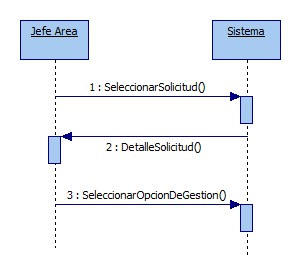 Jefe Area
Sistema
1 : SeleccionarSolicitud()
2 : DetalleSolicitud()
3 : SeleccionarOpcionDeGestion()